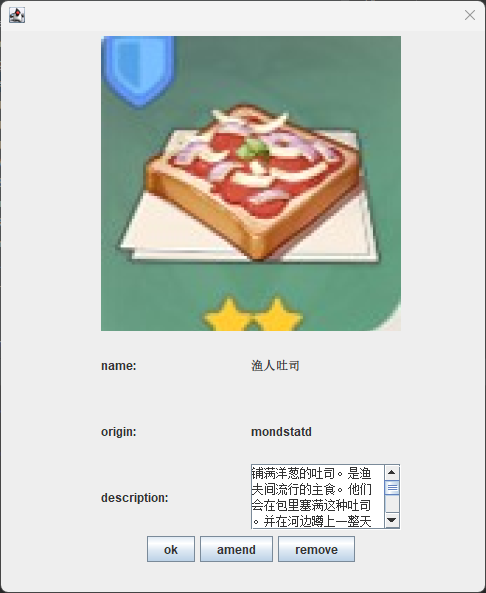 name:
渔人吐司
origin:
mondstatd
description:
铺满洋葱的吐司。是渔
夫间流行的主食。他们
会在包里塞满这种吐司
。并在河边蹲上一整天
ok
amend
remove